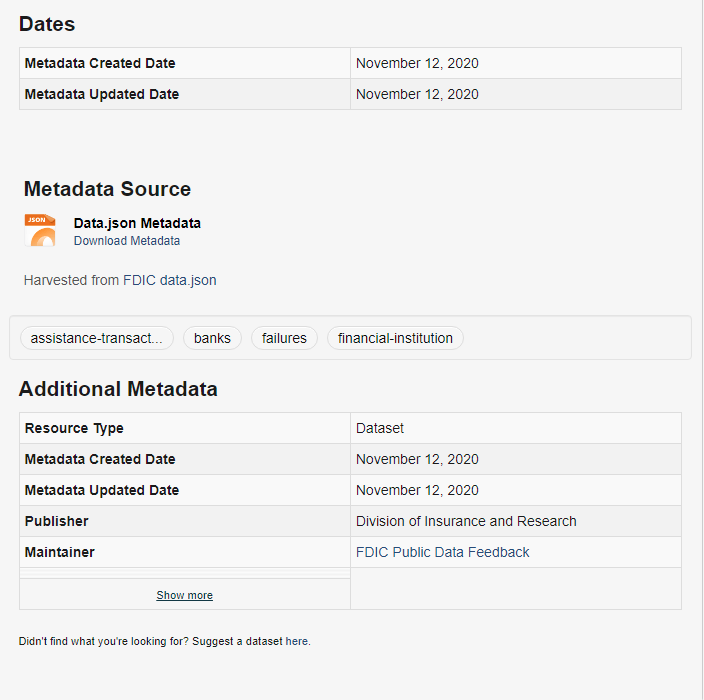 Dates
Metadata Created Date November 12, 2020
Metadata Updated Date November 12, 2020
Metadata Source
JSON
Data.json Metadata
Download Metadata
Harvested from FDIC data.json
assistance-transact... banks failures financial-institution
Additional Metadata
Resource Type Dataset
Metadata Created Date November 12, 2020
Metadata Updated Date November 12, 2020
Publisher Division of Insurance and Research
Maintainer FDIC Public Data Feedback
Show more
Didn't find what you're looking for? Suggest a dataset here.